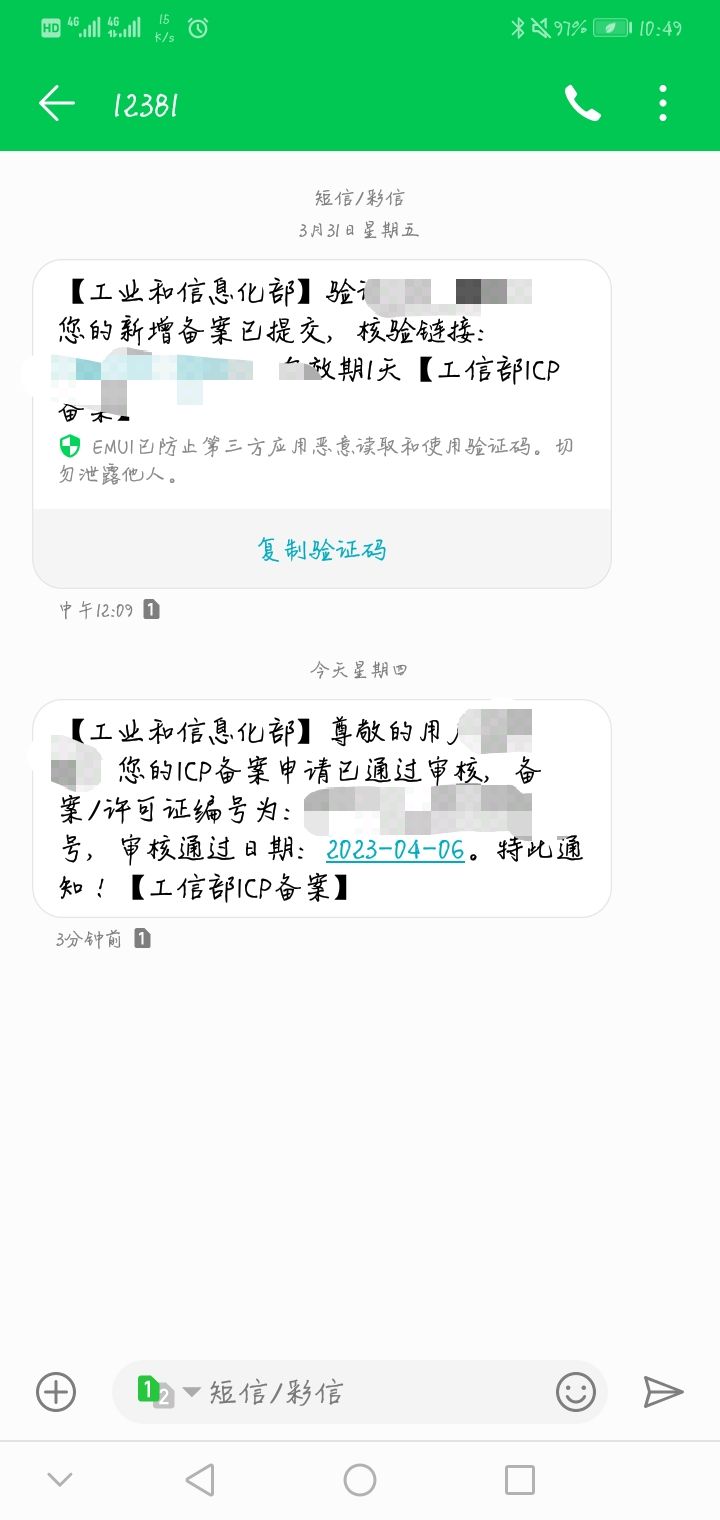 HD 4G 4G 15 K/s 97% 10:49
12381
短信/彩信
3月31日星期五
【工业和信息化部】验
您的新增备案已提交，核验链接：
效期1天【工信部ICP
备案】
EMUI已防止第三方应用恶意读取和使用验证码。切
勿泄露他人。
复制验证码
中午12:09 1
今天星期四
【工业和信息化部】尊敬的用
您的ICP备案申请已通过审核，备
案/许可证编号为：
号，审核通过日期：2023-04-06。特此通
知！【工信部ICP备案】
3分钟前 1
1 2 短信/彩信